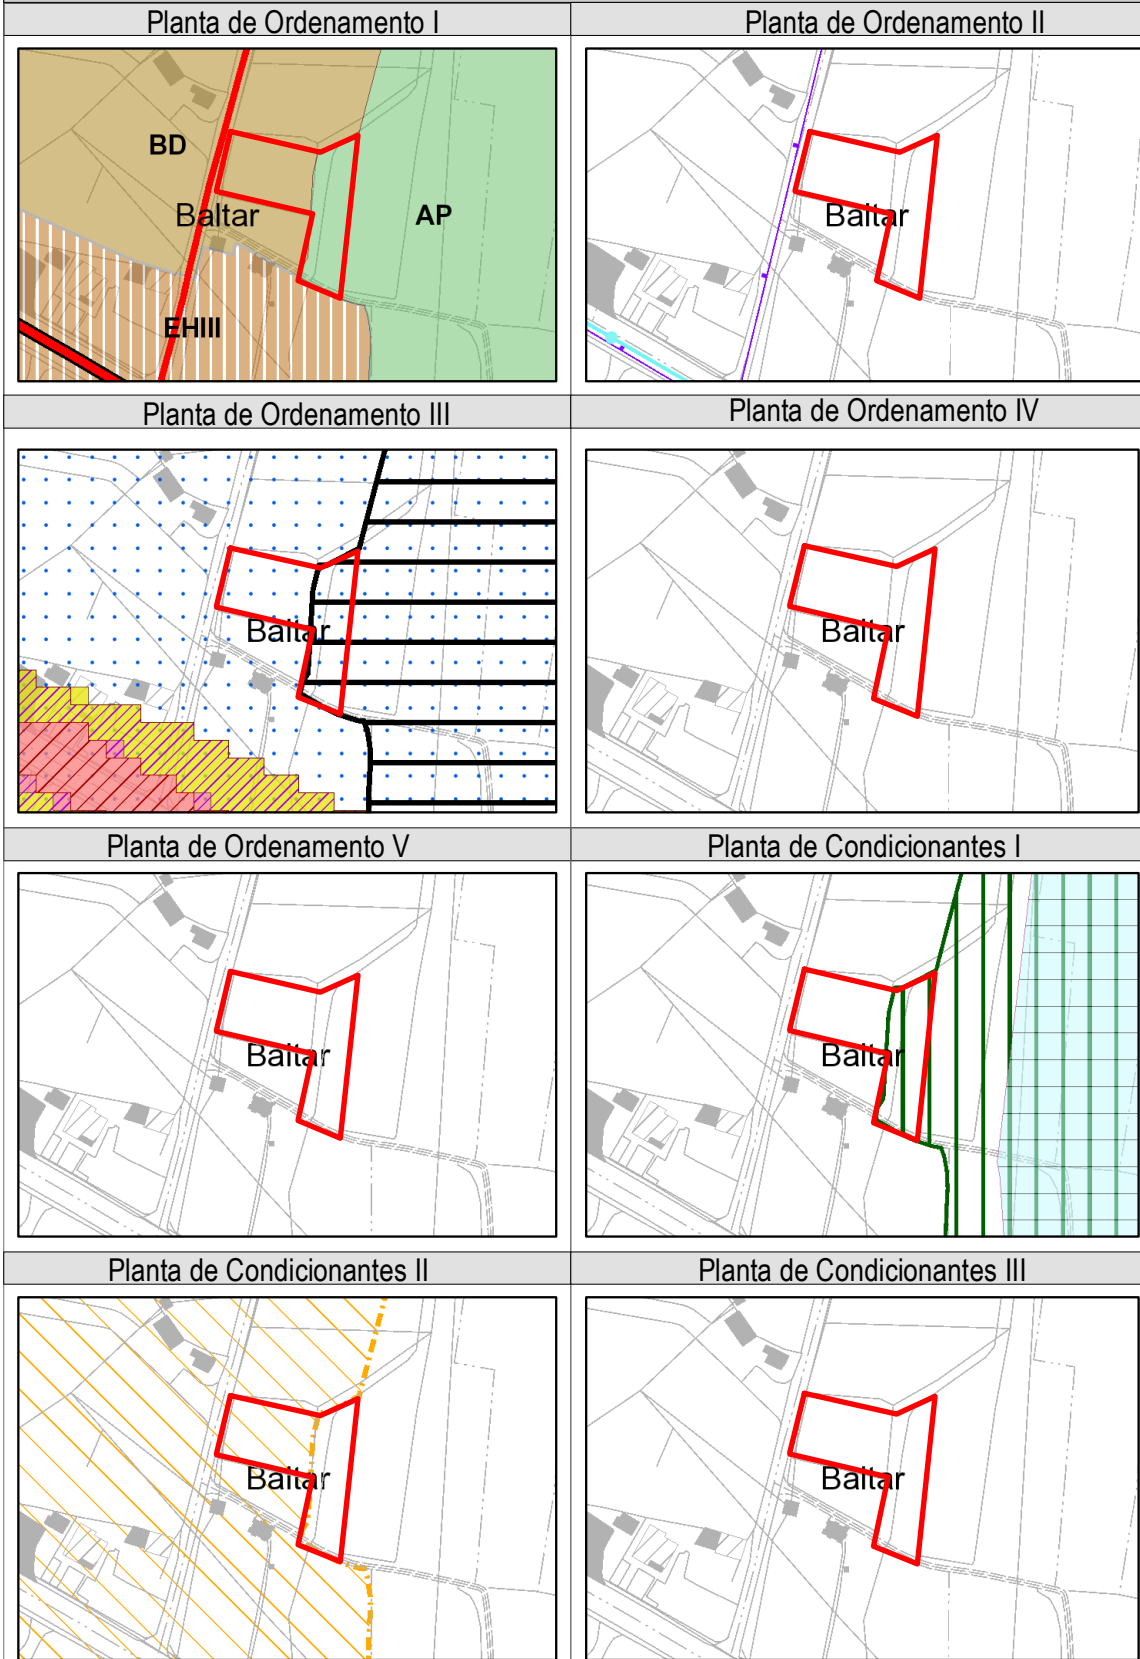 Planta de Ordenamento I
Planta de Ordenamento II
BD
Baltar
AP
EHIII
Baltar
Planta de Ordenamento III
Planta de Ordenamento IV
Baltar
Baltar
Planta de Ordenamento V
Planta de Condicionantes I
Baltar
Baltar
Planta de Condicionantes II
Planta de Condicionantes III
Baltar
Baltar